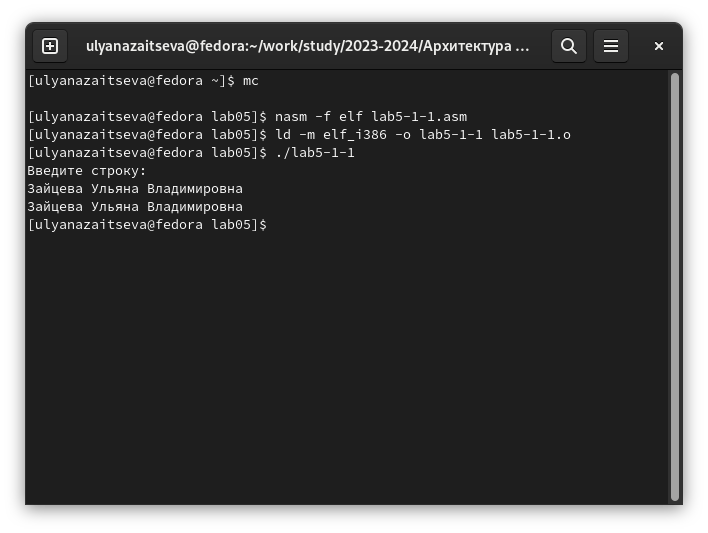 ulyanazaitseva@fedora:~/work/study/2023-2024/Архитектура ...
[ulyanazaitseva@fedora ~]$ mc
[ulyanazaitseva@fedora lab05]$ nasm -f elf lab5-1-1.asm
[ulyanazaitseva@fedora lab05]$ ld -m elf_i386 -o lab5-1-1 lab5-1-1.o
[ulyanazaitseva@fedora lab05]$ ./lab5-1-1
Введите строку:
Зайцева Ульяна Владимировна
Зайцева Ульяна Владимировна
[ulyanazaitseva@fedora lab05]$